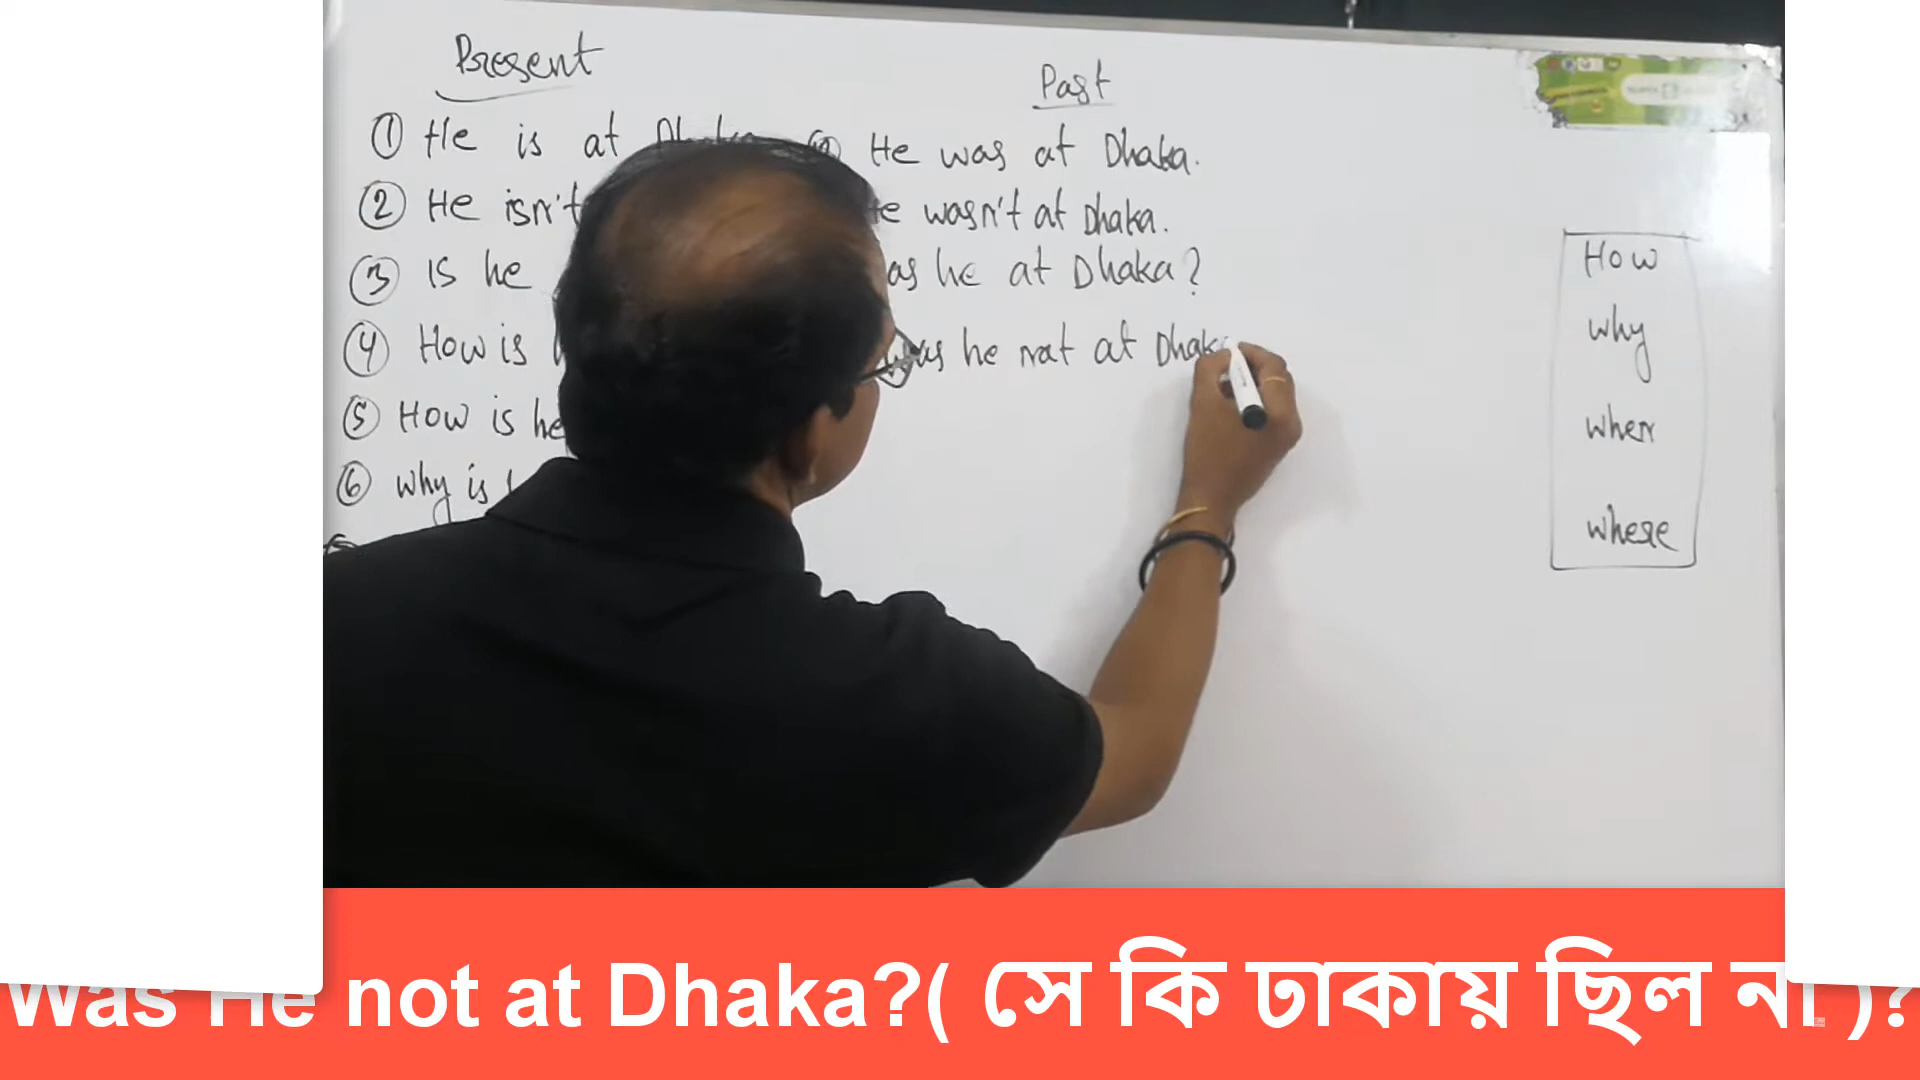 Present
Past
① He is at
He was at Dhaka.
② He isn't
wasn't at Dhaka.
③ Is he
he at Dhaka?
④ How is
was he not at
⑤ How is he
⑥ why is
How
why
when
where
Was He not at Dhaka?( সে কি ঢাকায় ছিল না )?